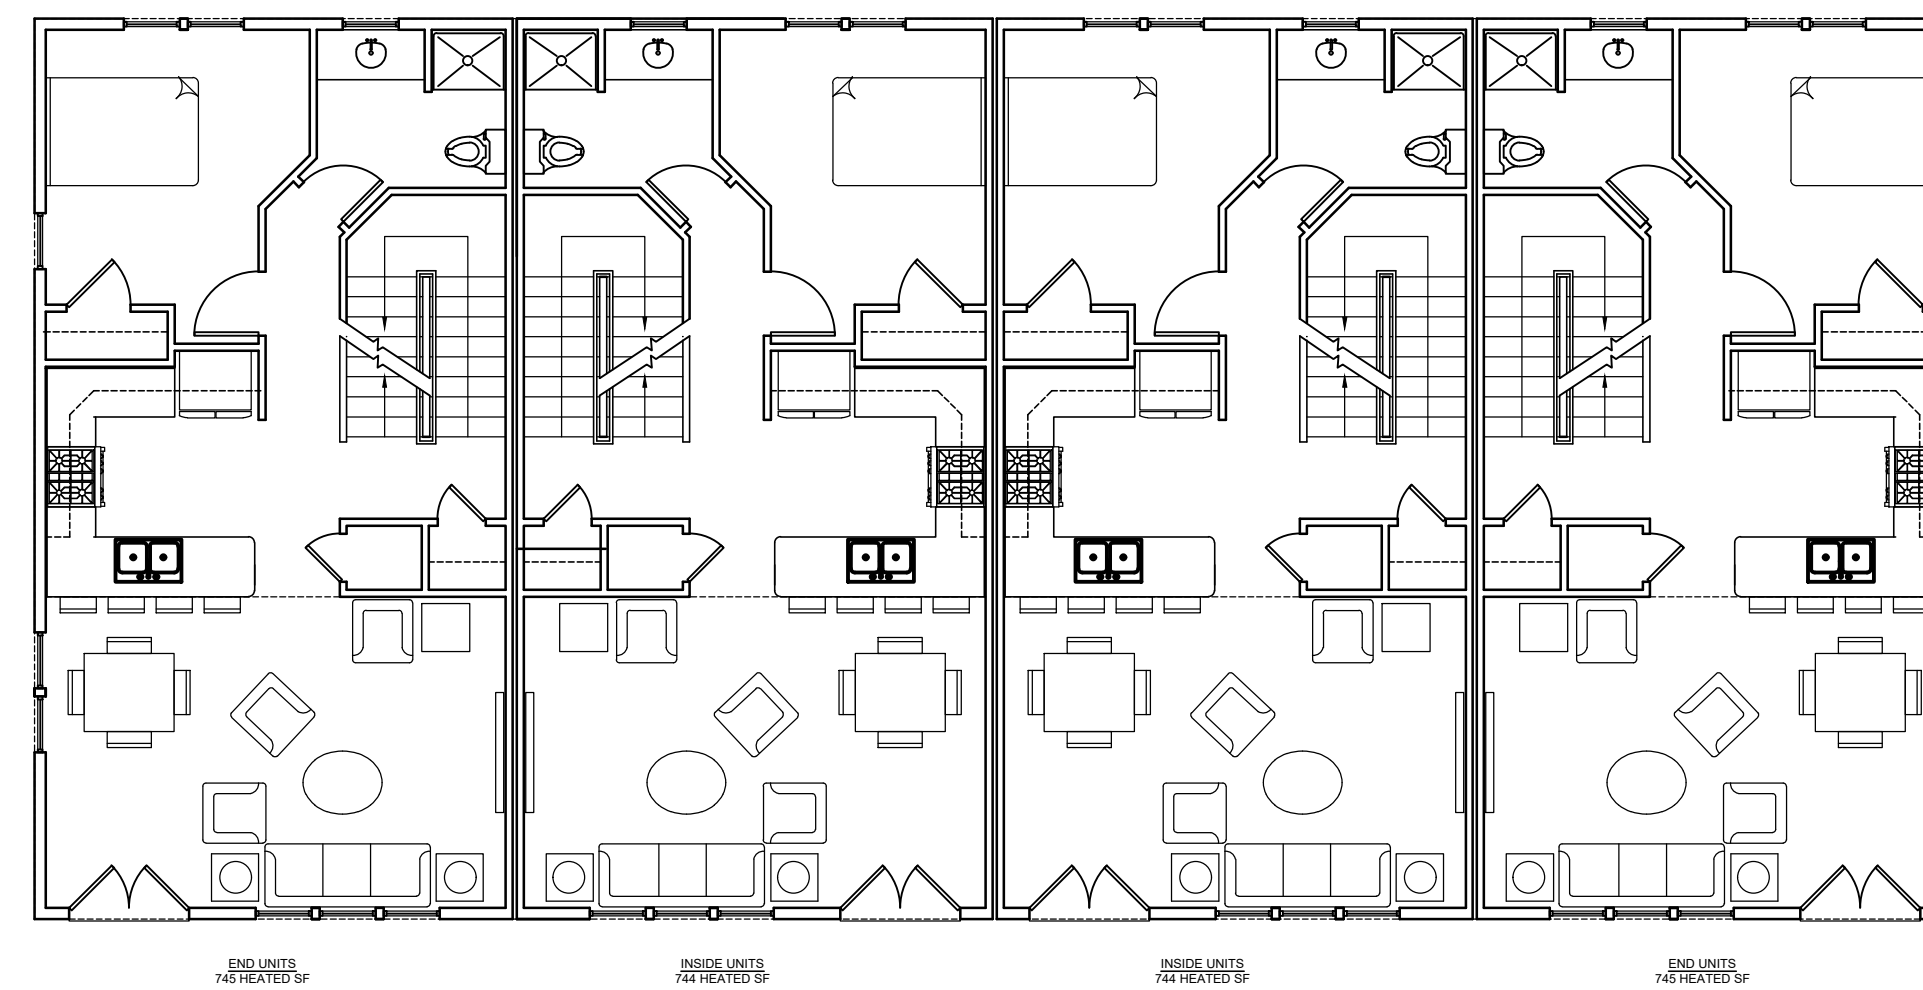 END UNITS
745 HEATED SF
INSIDE UNITS
744 HEATED SF
INSIDE UNITS
744 HEATED SF
END UNITS
745 HEATED SF